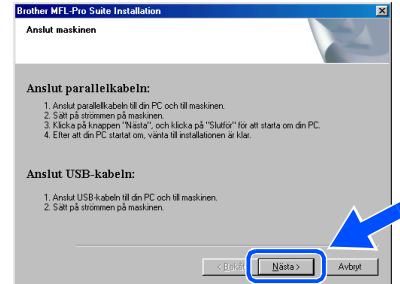 Brother MFL-Pro Suite Installation
Anslut maskinen
Anslut parallelkabeln:
1. Anslut parallellkabeln till din PC och till maskinen.
2. Sätt på strömmen på maskinen.
3. Klicka på knappen "Nästa", och klicka på "Slutför" för att starta om din PC.
4. Efter att din PC startat om, vänta till installationen är klar.
Anslut USB-kabeln:
1. Anslut USB-kabeln till din PC och till maskinen.
2. Sätt på strömmen på maskinen.
< Bakåt Nästa > Avbryt